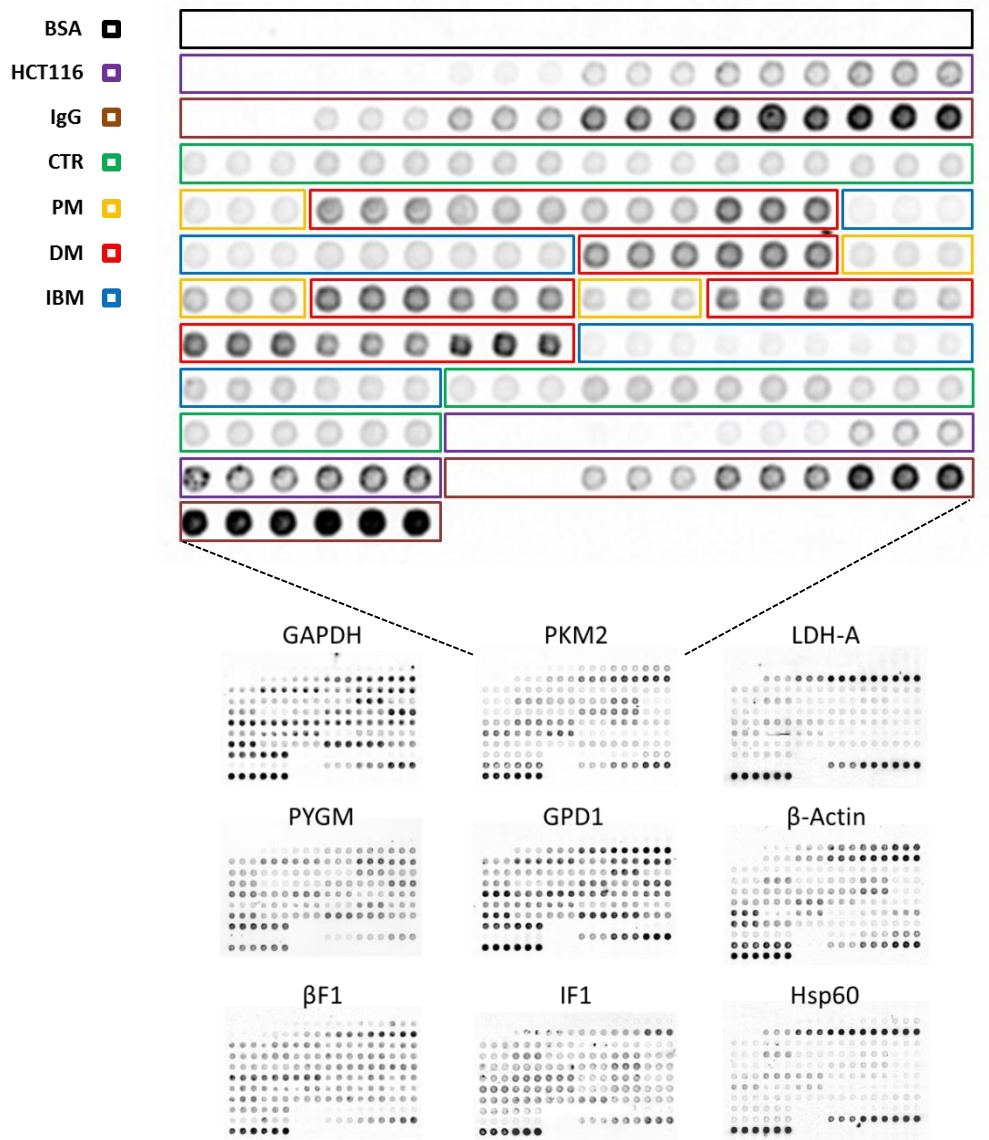 BSA
HCT116
IgG
CTR
PM
DM
IBM
GAPDH PKM2 LDH-A
PYGM GPD1 β-Actin
βF1 IF1 Hsp60